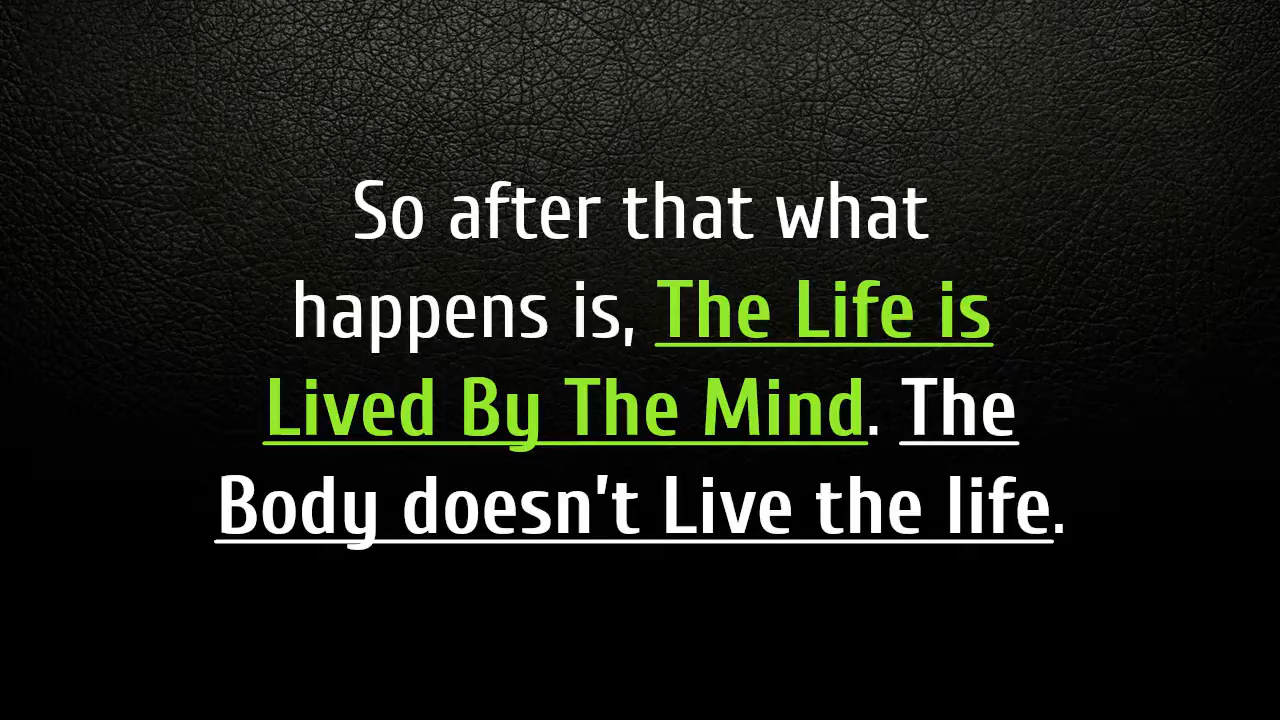 So after that what
happens is, The Life is
Lived By The Mind. The
Body doesn't Live the life.